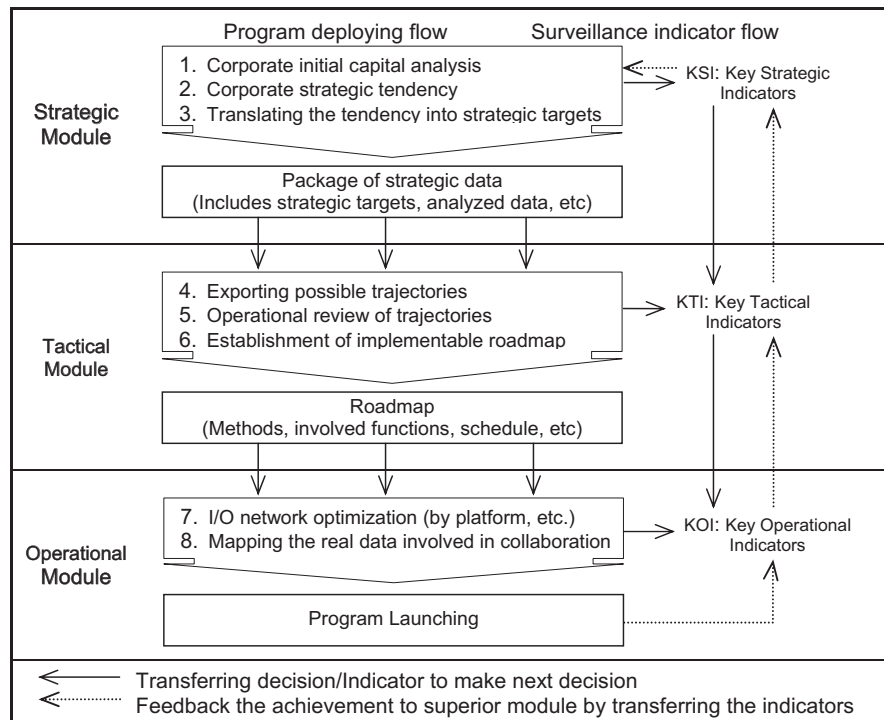 Program deploying flow
Surveillance indicator flow
Strategic
Module
1. Corporate initial capital analysis
2. Corporate strategic tendency
3. Translating the tendency into strategic targets
KSI: Key Strategic
Indicators
Package of strategic data
(Includes strategic targets, analyzed data, etc)
Tactical
Module
4. Exporting possible trajectories
5. Operational review of trajectories
6. Establishment of implementable roadmap
KTI: Key Tactical
Indicators
Roadmap
(Methods, involved functions, schedule, etc)
Operational
Module
7. I/O network optimization (by platform, etc.)
8. Mapping the real data involved in collaboration
KOI: Key Operational
Indicators
Program Launching
Transferring decision/Indicator to make next decision
Feedback the achievement to superior module by transferring the indicators